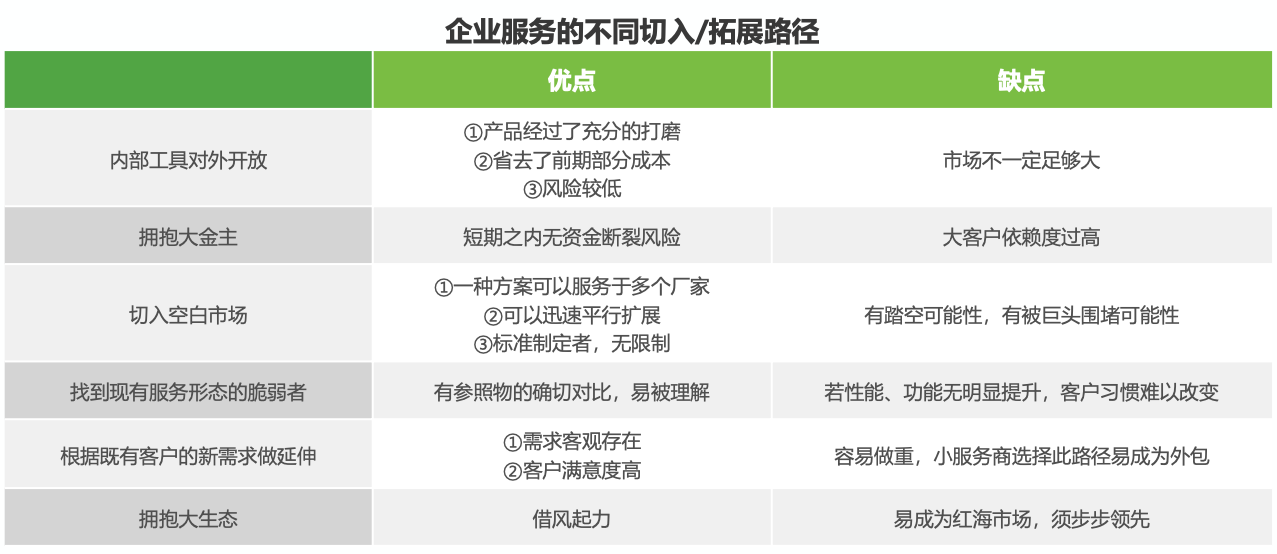 企业服务的不同切入/拓展路径
优点
缺点
内部工具对外开放
①产品经过了充分的打磨
②省去了前期部分成本
③风险较低
市场不一定足够大
拥抱大金主
短期之内无资金断裂风险
大客户依赖度过高
切入空白市场
①一种方案可以服务于多个厂家
②可以迅速平行扩展
③标准制定者，无限制
有踏空可能性，有被巨头围堵可能性
找到现有服务形态的脆弱者
有参照物的确切对比，易被理解
若性能、功能无明显提升，客户习惯难以改变
根据既有客户的新需求做延伸
①需求客观存在
②客户满意度高
容易做重，小服务商选择此路径易成为外包
拥抱大生态
借风起力
易成为红海市场，须步步领先